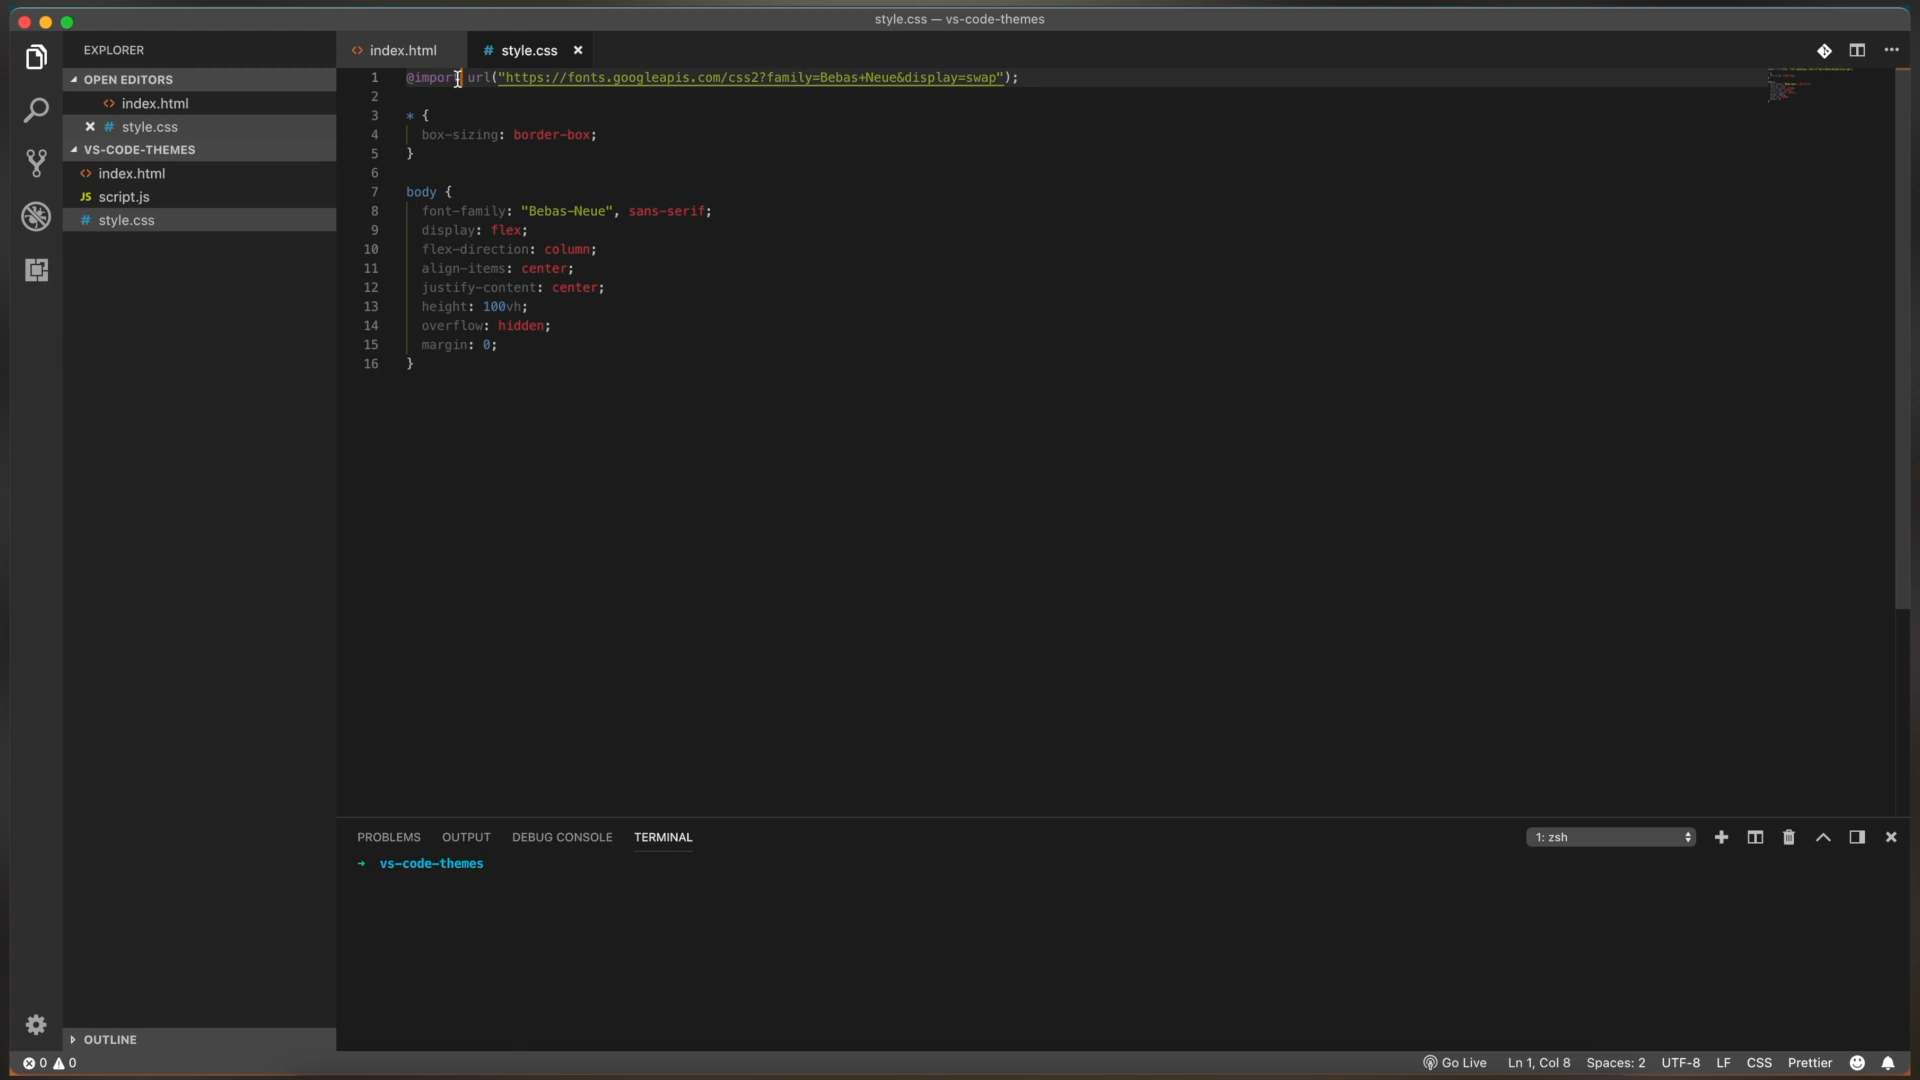 style.css — vs-code-themes
EXPLORER
OPEN EDITORS
index.html
style.css
VS-CODE-THEMES
index.html
JS script.js
# style.css
OUTLINE
<> index.html
# style.css
1 @import url("https://fonts.googleapis.com/css2?family=Bebas+Neue&display=swap");
2
3 * {
4 box-sizing: border-box;
5 }
6
7 body {
8 font-family: "Bebas-Neue", sans-serif;
9 display: flex;
10 flex-direction: column;
11 align-items: center;
12 justify-content: center;
13 height: 100vh;
14 overflow: hidden;
15 margin: 0;
16 }
PROBLEMS OUTPUT DEBUG CONSOLE TERMINAL
1: zsh
→ vs-code-themes
0 0
Go Live Ln 1, Col 8 Spaces: 2 UTF-8 LF CSS Prettier